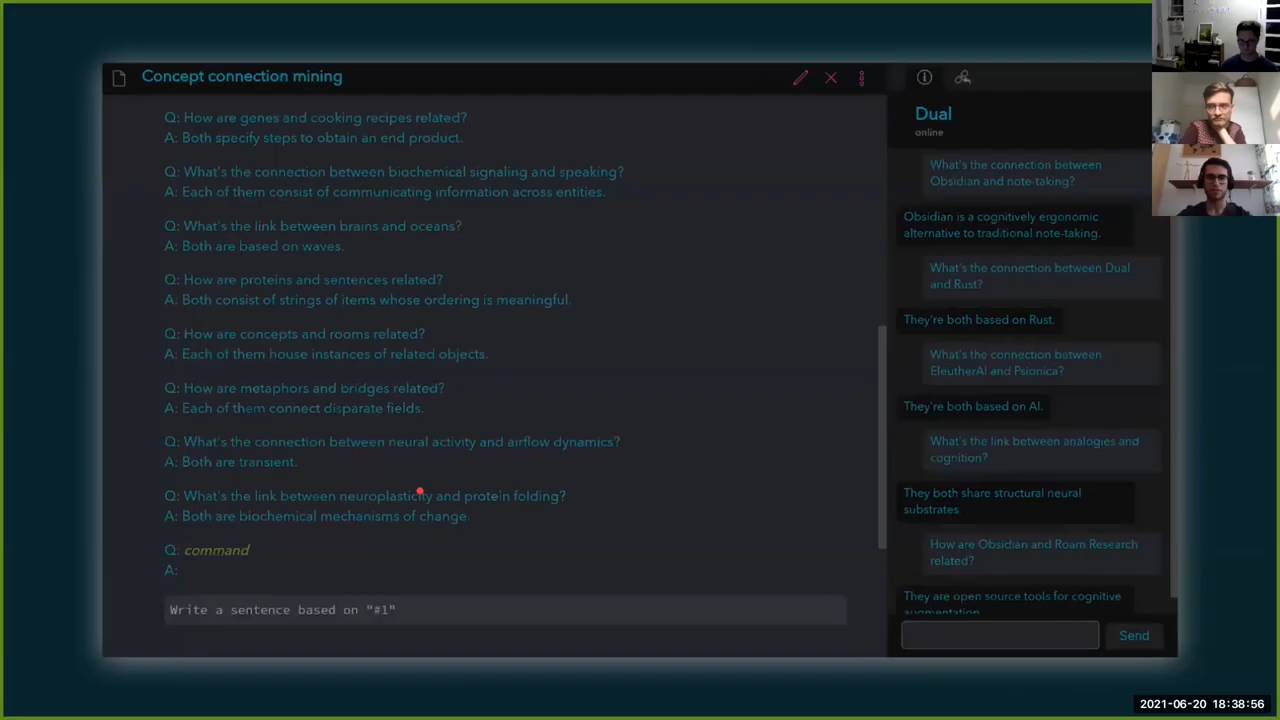 Concept connection mining
Q: How are genes and cooking recipes related?
A: Both specify steps to obtain an end product.
Q: What's the connection between biochemical signaling and speaking?
A: Each of them consist of communicating information across entities.
Q: What's the link between brains and oceans?
A: Both are based on waves.
Q: How are proteins and sentences related?
A: Both consist of strings of items whose ordering is meaningful.
Q: How are concepts and rooms related?
A: Each of them house instances of related objects.
Q: How are metaphors and bridges related?
A: Each of them connect disparate fields.
Q: What's the connection between neural activity and airflow dynamics?
A: Both are transient.
Q: What's the link between neuroplasticity and protein folding?
A: Both are biochemical mechanisms of change.
Q: command
A:
Write a sentence based on "#1"
Dual
online
What's the connection between
Obsidian and note-taking?
Obsidian is a cognitively ergonomic
alternative to traditional note-taking.
What's the connection between Dual
and Rust?
They're both based on Rust.
What's the connection between
EleutherAI and Psionica?
They're both based on AI.
What's the link between analogies and
cognition?
They both share structural neural
substrates.
How are Obsidian and Roam Research
related?
They are open source tools for cognitive
augmentation.
Send
2021-06-20 18:38:56